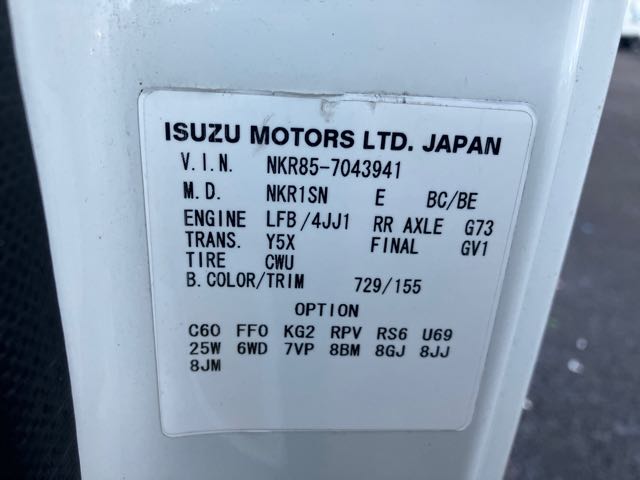 ISUZU MOTORS LTD. JAPAN
V.I.N. NKR85-7043941
M.D. NKR1SN E BC/BE
ENGINE LFB/4JJ1 RR AXLE G73
TRANS. Y5X FINAL GV1
TIRE CWU
B.COLOR/TRIM 729/155
OPTION
C60 FF0 KG2 RPV RS6 U69
25W 6WD 7VP 8BM 8GJ 8JJ
8JM